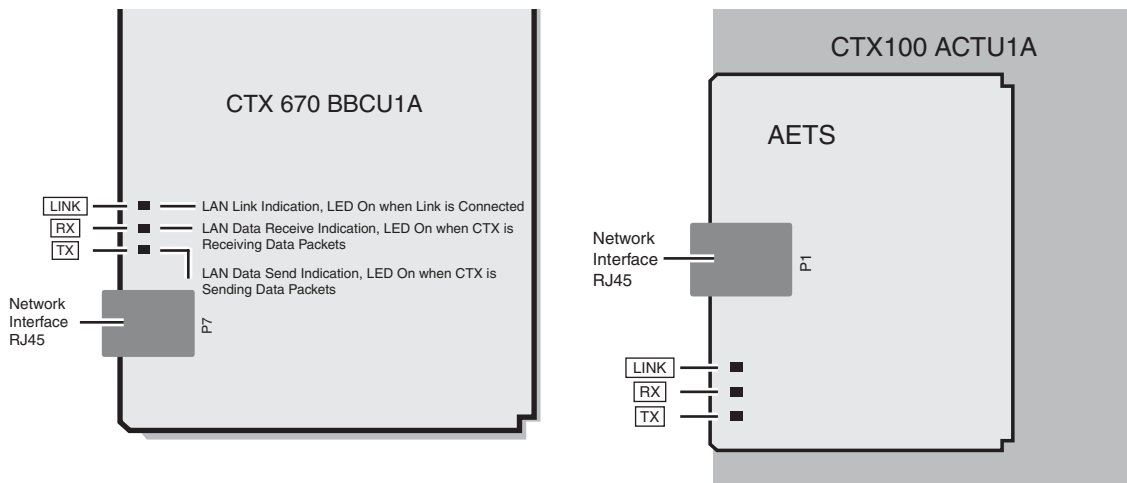 CTX 670 BBCU1A
LINK
LAN Link Indication, LED On when Link is Connected
RX
LAN Data Receive Indication, LED On when CTX is
Receiving Data Packets
TX
LAN Data Send Indication, LED On when CTX is
Sending Data Packets
Network
Interface
RJ45
P7
CTX100 ACTU1A
AETS
Network
Interface
RJ45
P1
LINK
RX
TX